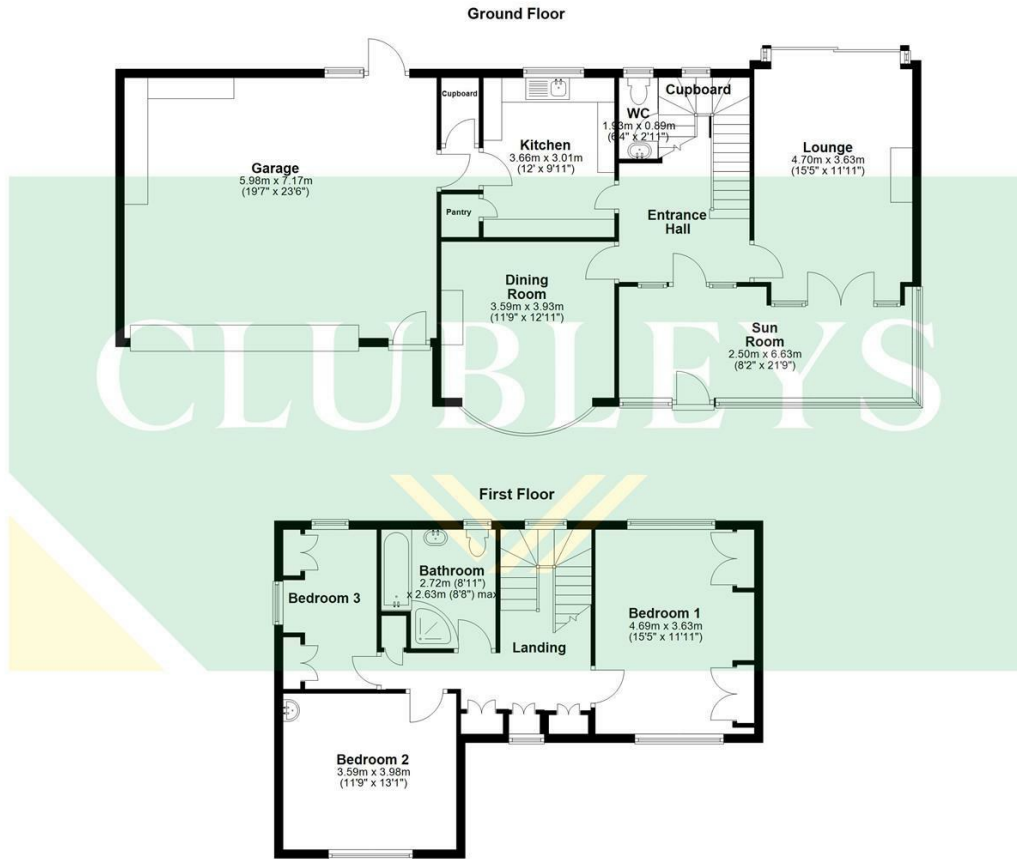 Ground Floor
Cupboard
Garage
5.98m x 7.17m
(19'7" x 23'6")
Kitchen
3.66m x 3.01m
(12' x 9'11")
WC
1.93m x 0.89m
(6'4" x 2'11")
Cupboard
Lounge
4.70m x 3.63m
(15'5" x 11'11")
Pantry
Entrance
Hall
Dining
Room
3.59m x 3.93m
(11'9" x 12'11")
Sun
Room
2.50m x 6.63m
(8'2" x 21'9")
CLUBLEYS
First Floor
Bedroom 3
Bathroom
2.72m (8'11")
x 2.63m (8'8") max
Landing
Bedroom 1
4.69m x 3.63m
(15'5" x 11'11")
Bedroom 2
3.59m x 3.98m
(11'9" x 13'1")